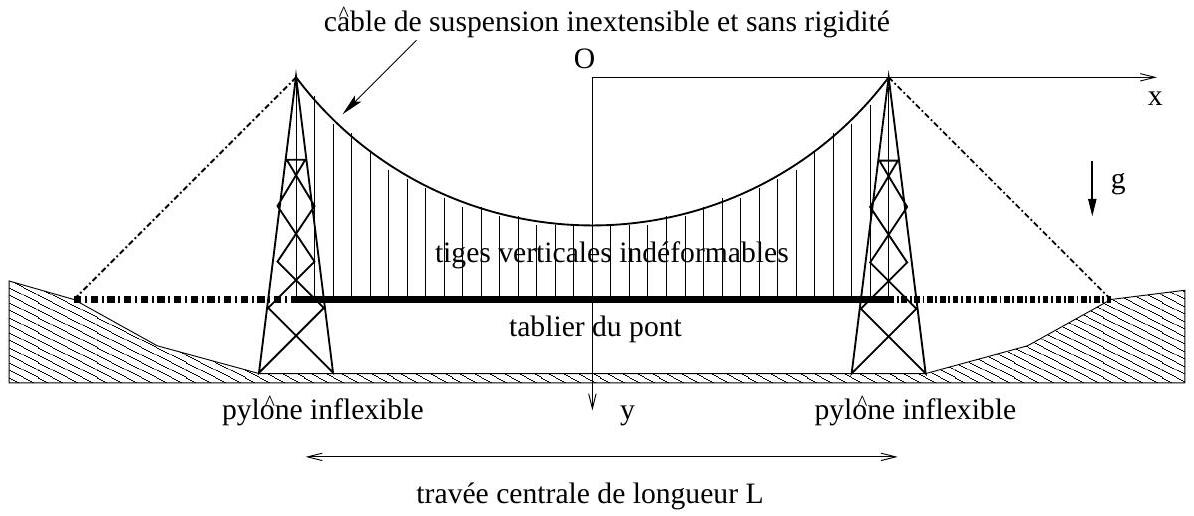 câble de suspension inextensible et sans rigidité
O
x
g
tiges verticales indéformables
tablier du pont
pylône inflexible
y
pylône inflexible
travée centrale de longueur L